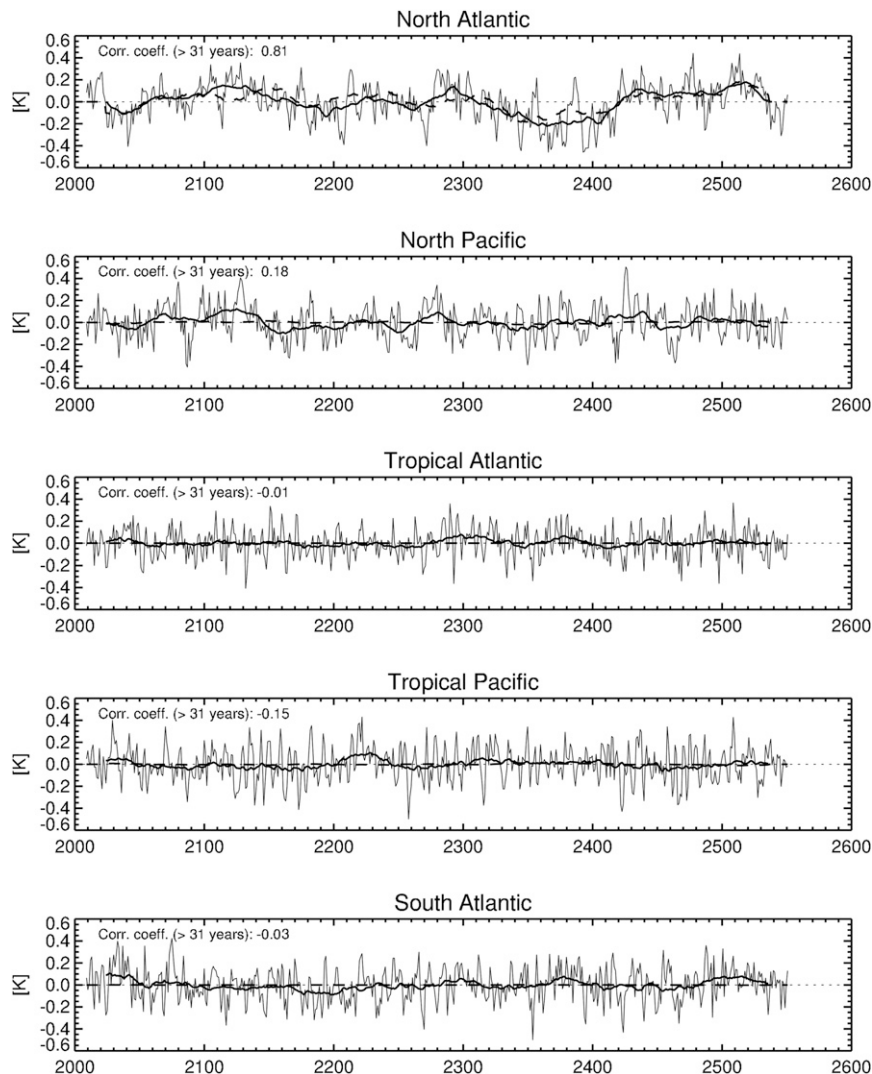 North Atlantic
Corr. coeff. (> 31 years): 0.81
[K]
0.6
0.4
0.2
0.0
-0.2
-0.4
-0.6
2000 2100 2200 2300 2400 2500 2600
North Pacific
Corr. coeff. (> 31 years): 0.18
[K]
0.6
0.4
0.2
0.0
-0.2
-0.4
-0.6
2000 2100 2200 2300 2400 2500 2600
Tropical Atlantic
Corr. coeff. (> 31 years): -0.01
[K]
0.6
0.4
0.2
0.0
-0.2
-0.4
-0.6
2000 2100 2200 2300 2400 2500 2600
Tropical Pacific
Corr. coeff. (> 31 years): -0.15
[K]
0.6
0.4
0.2
0.0
-0.2
-0.4
-0.6
2000 2100 2200 2300 2400 2500 2600
South Atlantic
Corr. coeff. (> 31 years): -0.03
[K]
0.6
0.4
0.2
0.0
-0.2
-0.4
-0.6
2000 2100 2200 2300 2400 2500 2600